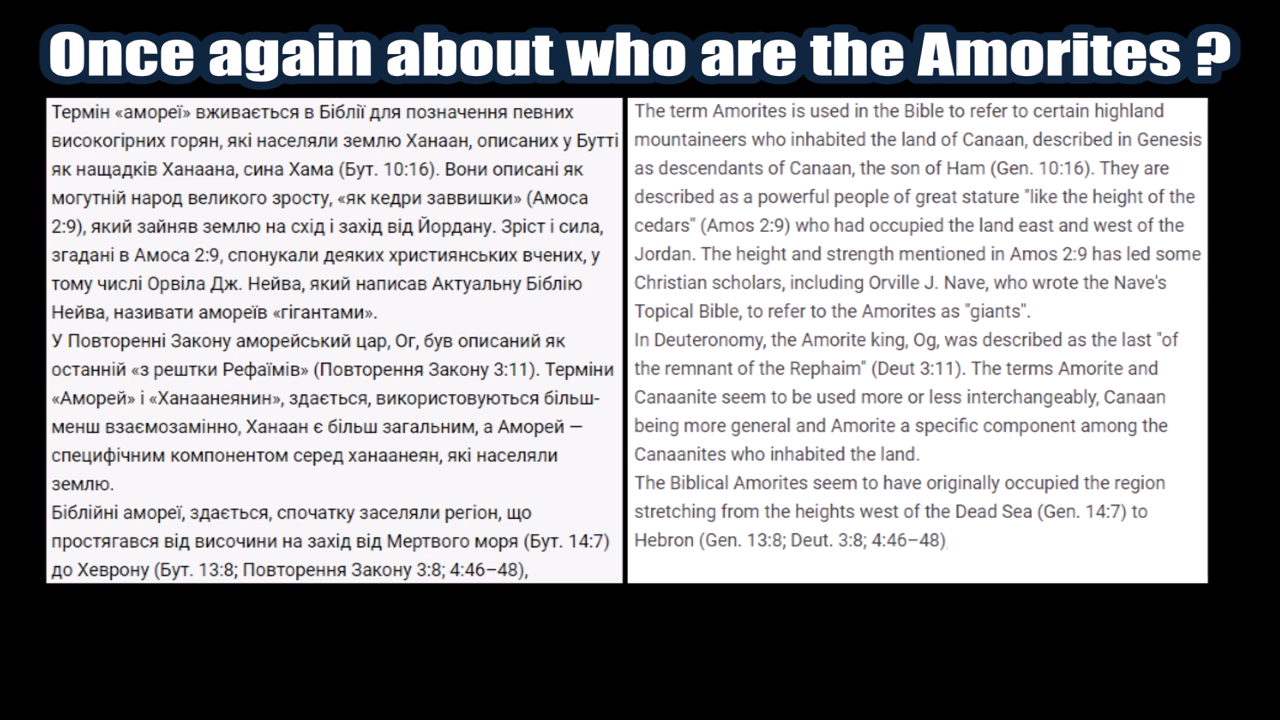 Once again about who are the Amorites ?
Термін «амореї» вживається в Біблії для позначення певних
високогірних горян, які населяли землю Ханаан, описаних у Бутті
як нащадків Ханаана, сина Хама (Бут. 10:16). Вони описані як
могутній народ великого зросту, «як кедри заввишки» (Амоса
2:9), який зайняв землю на схід і захід від Йордану. Зріст і сила,
згадані в Амоса 2:9, спонукали деяких християнських вчених, у
тому числі Орвіла Дж. Нейва, який написав Актуальну Біблію
Нейва, називати амореїв «гігантами».
У Повторенні Закону аморейський цар, Ог, був описаний як
останній «з рештки Рефаїмів» (Повторення Закону 3:11). Терміни
«Аморей» і «Ханаанеянин», здається, використовуються більш-
менш взаємозамінно, Ханаан є більш загальним, а Аморей —
специфічним компонентом серед ханаанеян, які населяли
землю.
Біблійні амореї, здається, спочатку заселяли регіон, що
простягався від височини на захід від Мертвого моря (Бут. 14:7)
до Хеврону (Бут. 13:8; Повторення Закону 3:8; 4:46–48),
The term Amorites is used in the Bible to refer to certain highland
mountaineers who inhabited the land of Canaan, described in Genesis
as descendants of Canaan, the son of Ham (Gen. 10:16). They are
described as a powerful people of great stature "like the height of the
cedars" (Amos 2:9) who had occupied the land east and west of the
Jordan. The height and strength mentioned in Amos 2:9 has led some
Christian scholars, including Orville J. Nave, who wrote the Nave's
Topical Bible, to refer to the Amorites as "giants".
In Deuteronomy, the Amorite king, Og, was described as the last "of
the remnant of the Rephaim" (Deut 3:11). The terms Amorite and
Canaanite seem to be used more or less interchangeably, Canaan
being more general and Amorite a specific component among the
Canaanites who inhabited the land.
The Biblical Amorites seem to have originally occupied the region
stretching from the heights west of the Dead Sea (Gen. 14:7) to
Hebron (Gen. 13:8; Deut. 3:8; 4:46–48)